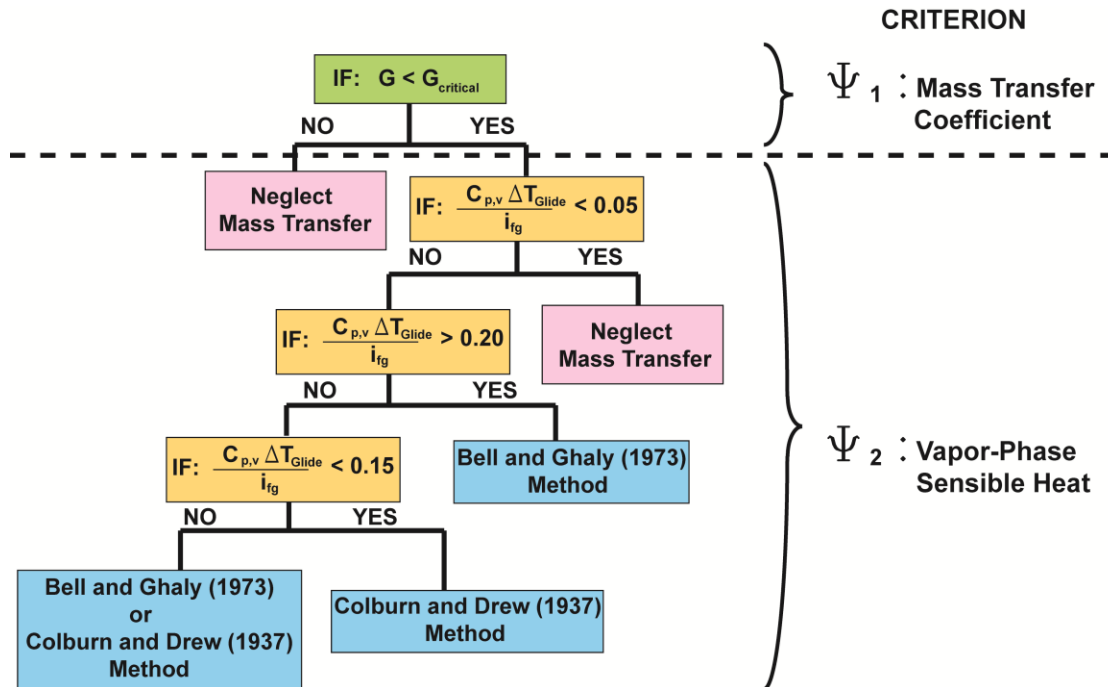 CRITERION
IF: G < Gcritical
Ψ1 : Mass Transfer
Coefficient
NO YES
Neglect
Mass Transfer
IF: Cp,v ΔTGlide / ifg < 0.05
NO YES
IF: Cp,v ΔTGlide / ifg > 0.20
Neglect
Mass Transfer
NO YES
IF: Cp,v ΔTGlide / ifg < 0.15
Bell and Ghaly (1973)
Method
Ψ2 : Vapor-Phase
Sensible Heat
NO YES
Bell and Ghaly (1973)
or
Colburn and Drew (1937)
Method
Colburn and Drew (1937)
Method